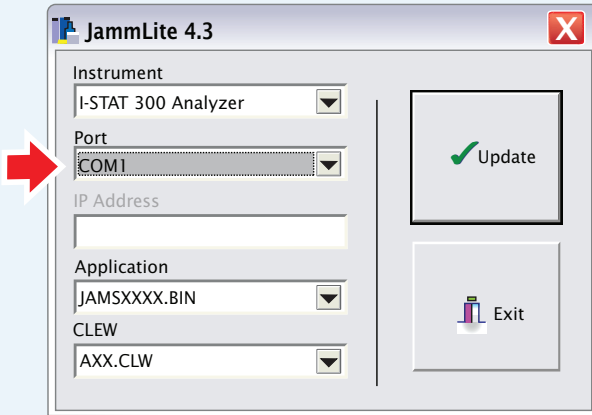 JammLite 4.3
Instrument
I-STAT 300 Analyzer
Port
COM1
IP Address
Application
JAMSXXXX.BIN
CLEW
AXX.CLW
Update
Exit